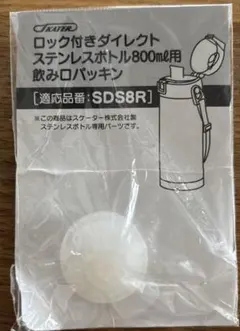 SKATER
ロック付きダイレクト
ステンレスボトル800ml用
飲み口パッキン
[適応品番:SDS8R]
※この商品はスケーター株式会社製
ステンレスボトル専用パーツです。